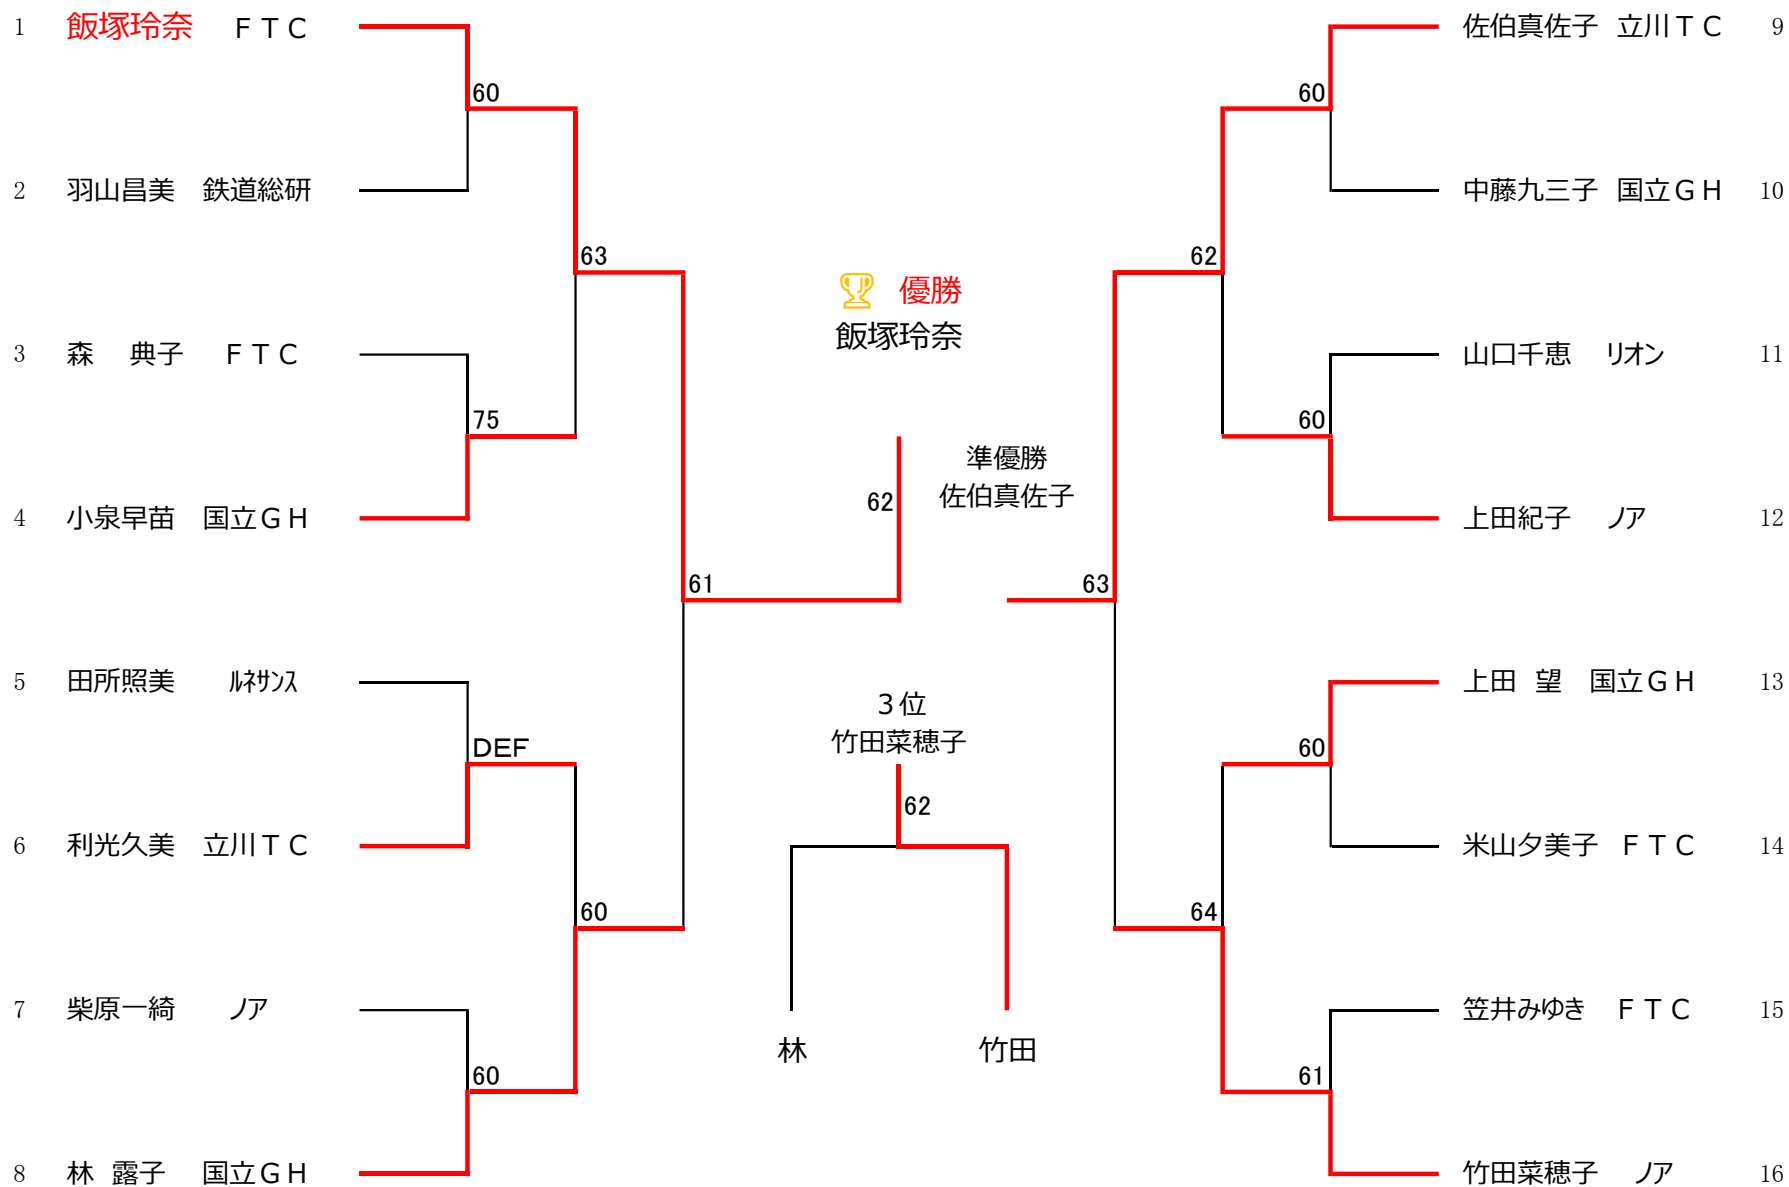 1 飯塚玲奈 ＦＴＣ
60
2 羽山昌美 鉄道総研
63
3 森 典子 ＦＴＣ
75
4 小泉早苗 国立ＧＨ
61
5 田所照美 ﾙﾈｻﾝｽ
DEF
6 利光久美 立川ＴＣ
60
7 柴原一綺 ﾉｱ
60
8 林 露子 国立ＧＨ
優勝
飯塚玲奈
62
準優勝
佐伯真佐子
３位
竹田菜穂子
62
林 竹田
佐伯真佐子 立川ＴＣ 9
60
中藤九三子 国立ＧＨ 10
62
山口千恵 ﾘｵﾝ 11
60
上田紀子 ﾉｱ 12
63
上田 望 国立ＧＨ 13
60
米山夕美子 ＦＴＣ 14
64
笠井みゆき ＦＴＣ 15
61
竹田菜穂子 ﾉｱ 16